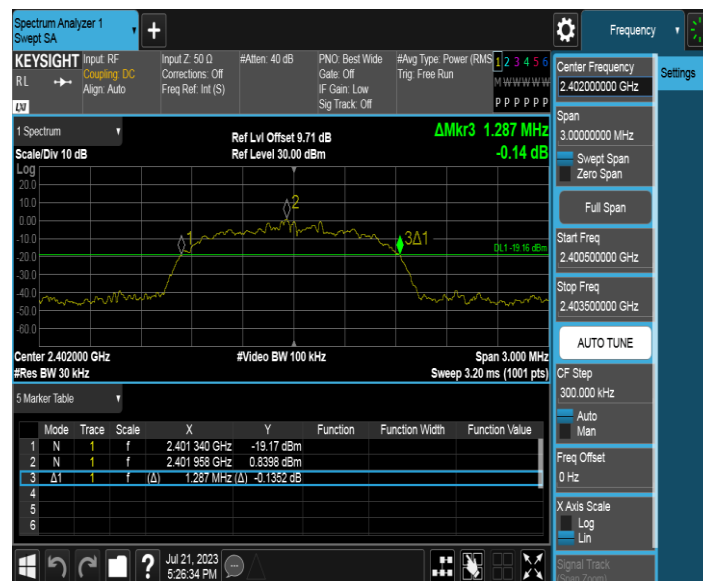 Spectrum Analyzer 1
Swept SA
Frequency
KEYSIGHT
RL
LXI
Input: RF
Coupling: DC
Align: Auto
Input Z: 50 Ω
Corrections: Off
Freq Ref: Int (S)
#Atten: 40 dB
PNO: Best Wide
Gate: Off
IF Gain: Low
Sig Track: Off
#Avg Type: Power (RMS
Trig: Free Run
1 2 3 4 5 6
M W W W W W
P P P P P P
1 Spectrum
Scale/Div 10 dB
Ref Lvl Offset 9.71 dB
Ref Level 30.00 dBm
ΔMkr3 1.287 MHz
-0.14 dB
Log
20.0
10.0
0.00
-10.0
-20.0
-30.0
-40.0
-50.0
-60.0
1
2
3Δ1
DL1 -19.16 dBm
Center 2.402000 GHz
#Res BW 30 kHz
#Video BW 100 kHz
Span 3.000 MHz
Sweep 3.20 ms (1001 pts)
5 Marker Table
Mode Trace Scale X Y Function Function Width Function Value
1 N 1 f 2.401 340 GHz -19.17 dBm
2 N 1 f 2.401 958 GHz 0.8398 dBm
3 Δ1 1 f (Δ) 1.287 MHz (Δ) -0.1352 dB
4
5
6
?
Jul 21, 2023
5:26:34 PM
Center Frequency
2.402000000 GHz
Span
3.00000000 MHz
Swept Span
Zero Span
Full Span
Start Freq
2.400500000 GHz
Stop Freq
2.403500000 GHz
AUTO TUNE
CF Step
300.000 kHz
Auto
Man
Freq Offset
0 Hz
X Axis Scale
Log
Lin
Signal Track
(Span Zoom)
Settings